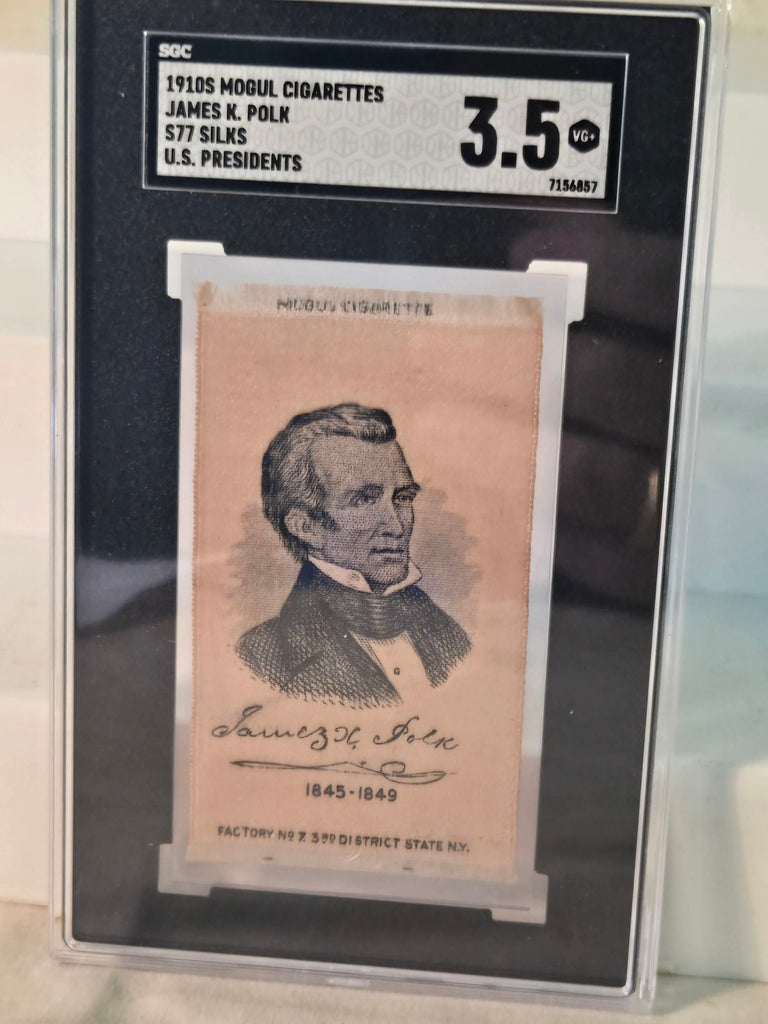 SGC
1910S MOGUL CIGARETTES
JAMES K. POLK
S77 SILKS
U.S. PRESIDENTS
3.5 VG+
7156857
MOGUL CIGARETTE
James K. Polk
1845-1849
FACTORY NO 7 3RD DISTRICT STATE N.Y.